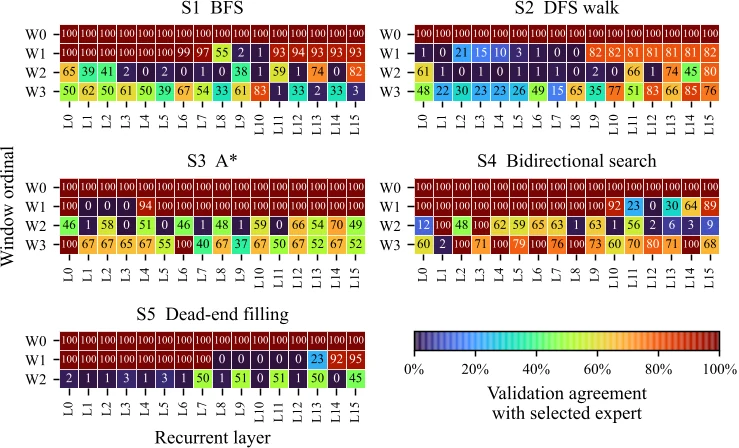 S1 BFS
W0 100 100 100 100 100 100 100 100 100 100 100 100 100 100 100 100
W1 100 100 100 100 100 100 99 97 55 2 1 93 94 93 93 93
W2 65 39 41 2 0 2 0 1 0 38 1 59 1 74 0 82
W3 50 62 50 61 50 39 67 54 33 61 83 1 33 2 33 3
L0 L1 L2 L3 L4 L5 L6 L7 L8 L9 L10 L11 L12 L13 L14 L15
S2 DFS walk
W0 100 100 100 100 100 100 100 100 100 100 100 100 100 100 100 100
W1 1 0 21 15 10 3 1 0 0 82 82 81 81 81 81 82
W2 61 1 0 1 0 1 1 1 2 0 0 66 1 74 45 80
W3 48 22 30 23 23 26 49 15 65 35 77 51 83 66 85 76
L0 L1 L2 L3 L4 L5 L6 L7 L8 L9 L10 L11 L12 L13 L14 L15
S3 A*
W0 100 100 100 100 100 100 100 100 100 100 100 100 100 100 100 100
W1 100 0 0 0 94 100 100 100 100 100 100 100 100 100 100 100
W2 46 1 58 0 51 0 46 1 48 1 59 0 66 54 70 49
W3 100 67 67 65 67 55 100 40 67 37 67 50 67 52 67 52
L0 L1 L2 L3 L4 L5 L6 L7 L8 L9 L10 L11 L12 L13 L14 L15
S4 Bidirectional search
W0 100 100 100 100 100 100 100 100 100 100 100 100 100 100 100 100
W1 100 100 100 100 100 100 100 100 100 100 92 23 0 30 64 89
W2 12 100 48 100 62 59 65 63 1 63 1 56 2 6 3 9
W3 60 2 100 71 100 79 100 76 100 73 60 70 80 71 100 68
L0 L1 L2 L3 L4 L5 L6 L7 L8 L9 L10 L11 L12 L13 L14 L15
S5 Dead-end filling
W0 100 100 100 100 100 100 100 100 100 100 100 100 100 100 100 100
W1 100 100 100 100 100 100 100 100 0 0 0 0 0 23 92 95
W2 2 1 1 3 1 3 1 50 1 51 0 51 1 50 0 45
L0 L1 L2 L3 L4 L5 L6 L7 L8 L9 L10 L11 L12 L13 L14 L15
Window ordinal
Recurrent layer
0% 20% 40% 60% 80% 100%
Validation agreement
with selected expert